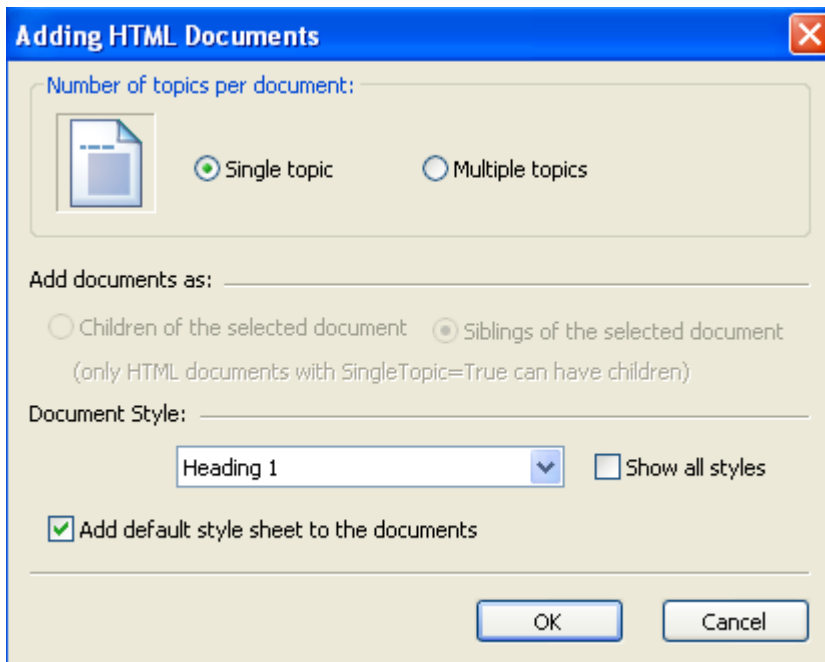 Adding HTML Documents
Number of topics per document:
Single topic Multiple topics
Add documents as:
Children of the selected document Siblings of the selected document
(only HTML documents with SingleTopic=True can have children)
Document Style:
Heading 1 Show all styles
Add default style sheet to the documents
OK Cancel